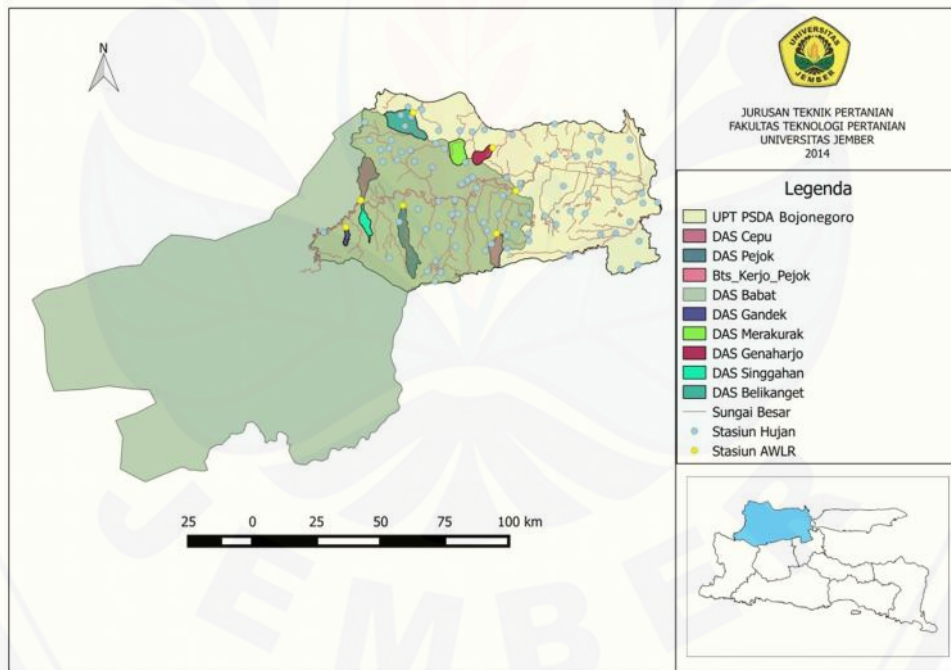 N
25 0 25 50 75 100 km
UNIVERSITAS
JEMBER
JURUSAN TEKNIK PERTANIAN
FAKULTAS TEKNOLOGI PERTANIAN
UNIVERSITAS JEMBER
2014
Legenda
UPT PSDA Bojonegoro
DAS Cepu
DAS Pejok
Bts_Kerjo_Pejok
DAS Babat
DAS Gandek
DAS Merakurak
DAS Genaharjo
DAS Singgahan
DAS Belikanget
Sungai Besar
Stasiun Hujan
Stasiun AWLR
JEMBER